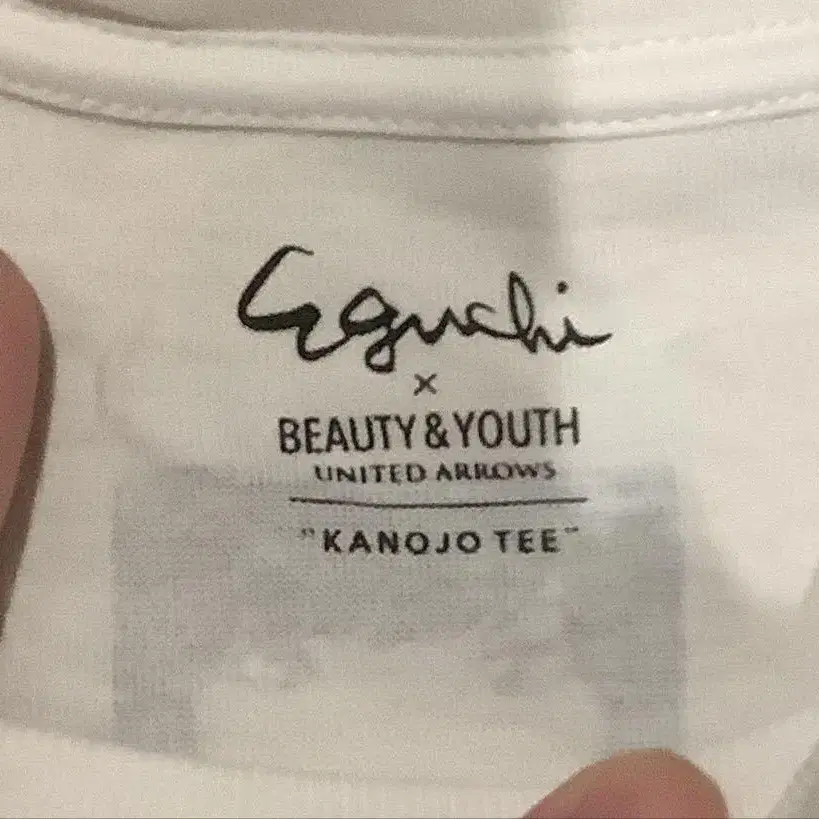 Eguchi
×
BEAUTY & YOUTH
UNITED ARROWS
"KANOJO TEE"